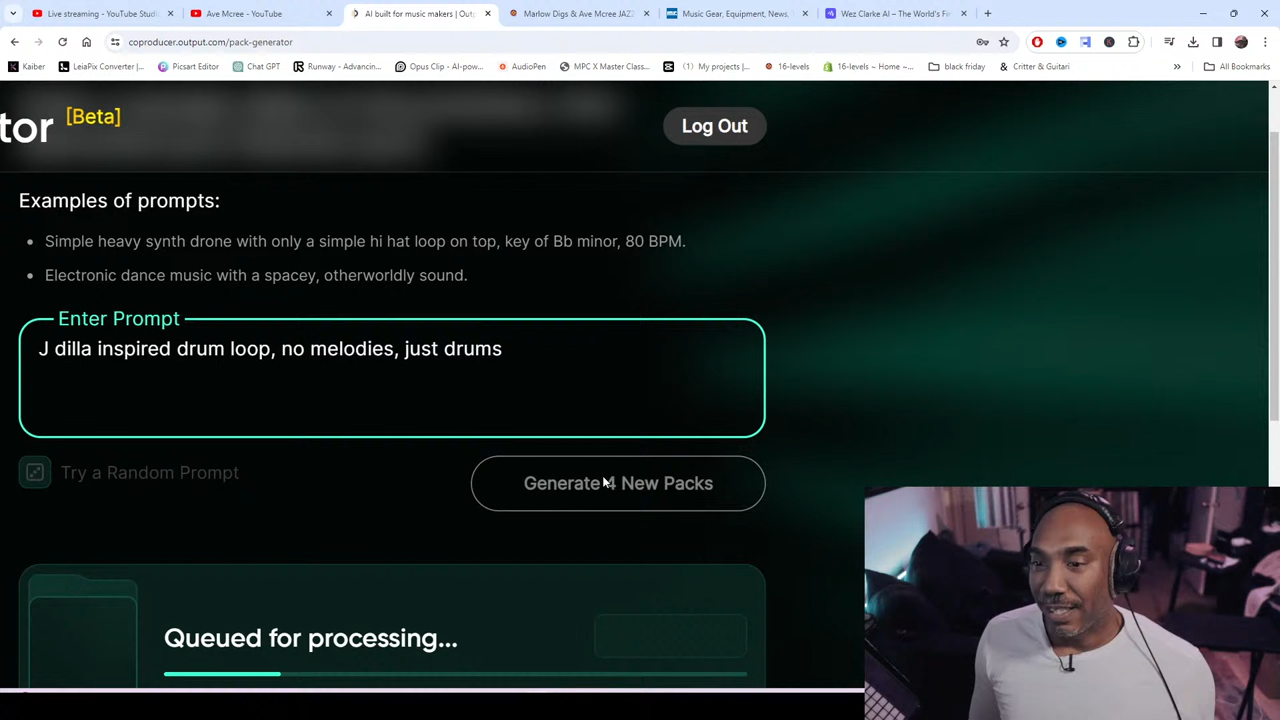 Live streaming - YouTube Studi
Ave Mcree - YouTube
AI built for music makers | Outp
Marlow Digs & Ave Mcree JAZZ
Music Gear, Equipment, News,
Wez Clarke AI – The World's Fi
coproducer.output.com/pack-generator
Kaiber
LeiaPix Converter |...
Picsart Editor
Chat GPT
Runway - Advancin...
Opus Clip - AI-pow...
AudioPen
MPC X Master Class...
(1) My projects |...
16-levels
16-levels ~ Home ~...
black friday
Critter & Guitari
All Bookmarks
tor [Beta]
Log Out
Examples of prompts:
• Simple heavy synth drone with only a simple hi hat loop on top, key of Bb minor, 80 BPM.
• Electronic dance music with a spacey, otherworldly sound.
Enter Prompt
J dilla inspired drum loop, no melodies, just drums
Try a Random Prompt
Generate 4 New Packs
Queued for processing...